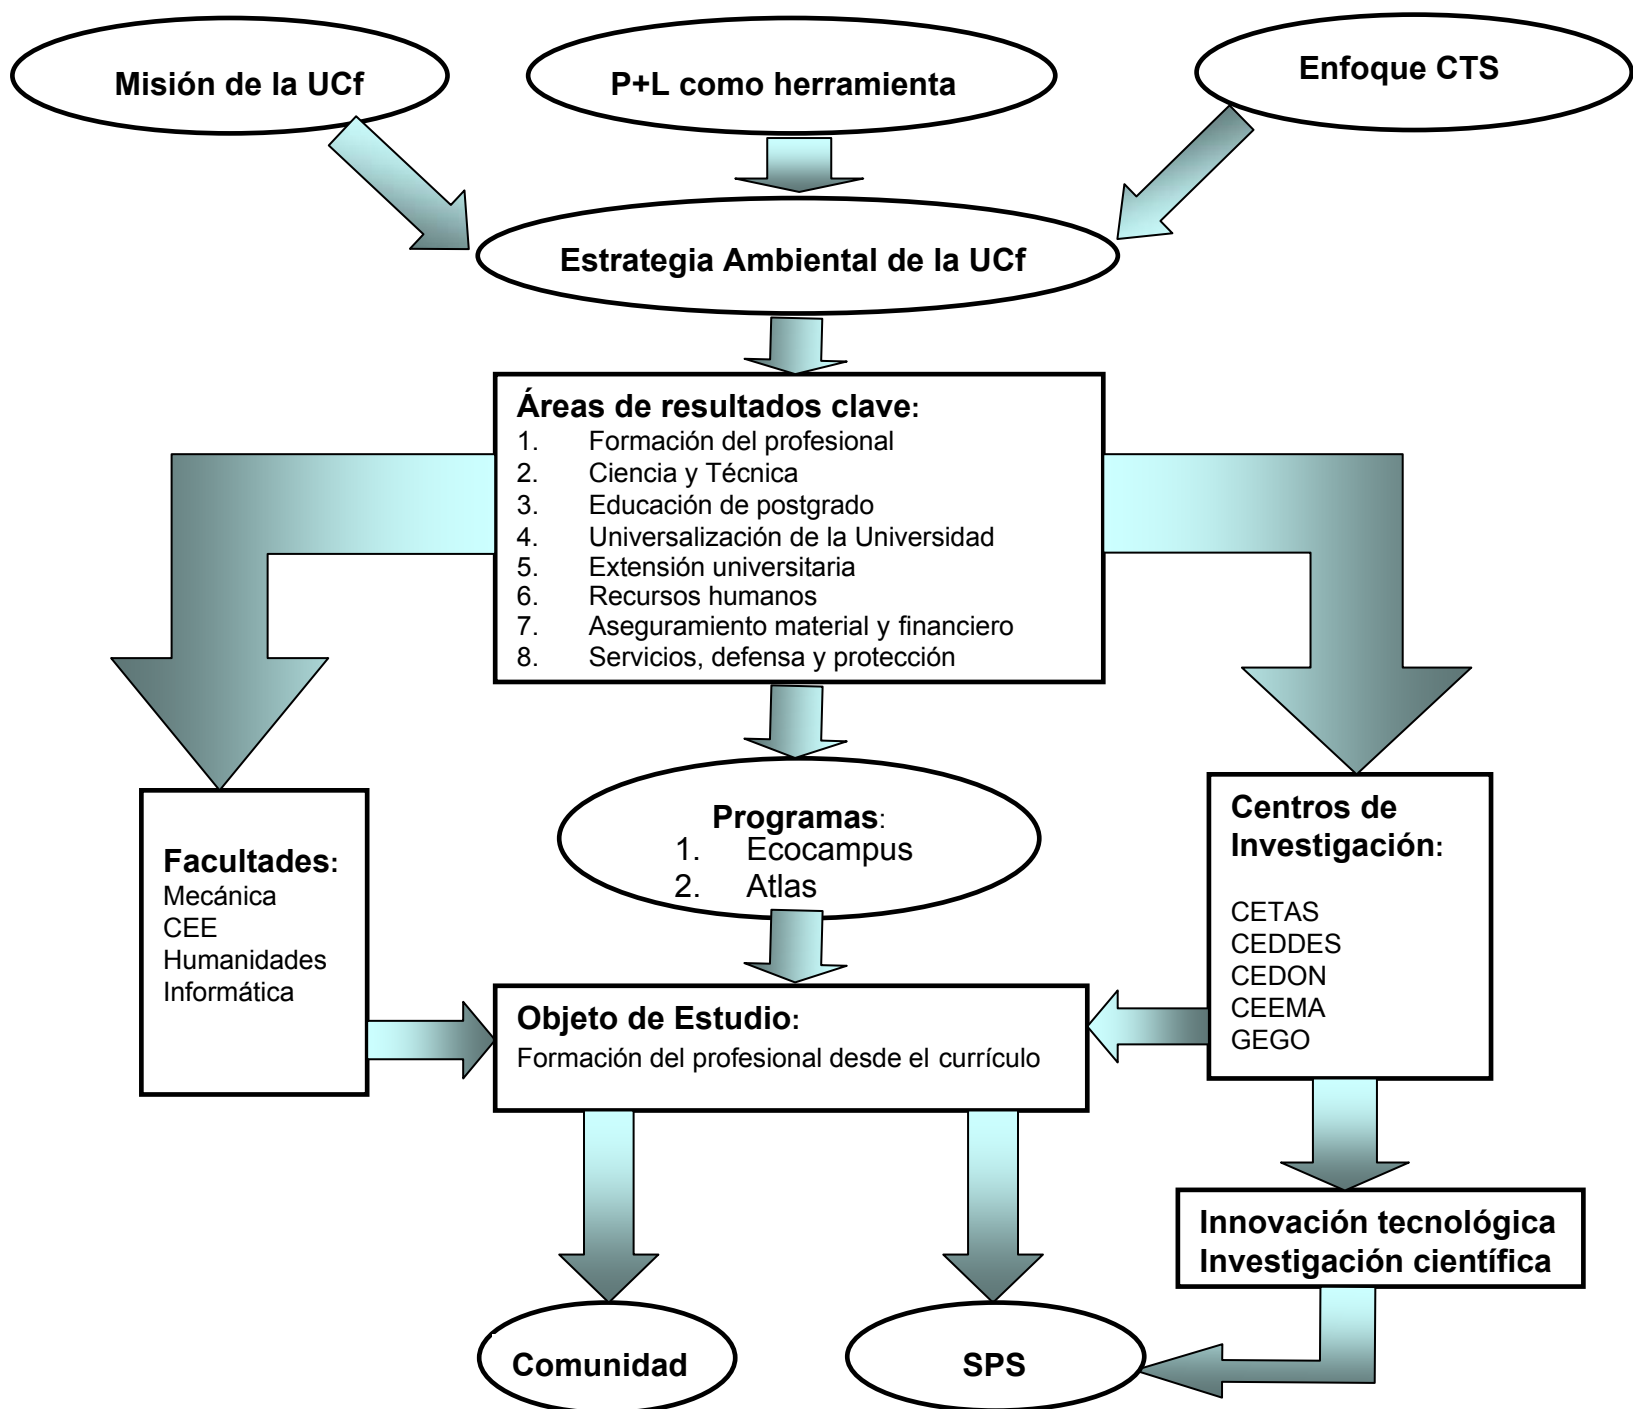 Misión de la UCf
P+L como herramienta
Enfoque CTS
Estrategia Ambiental de la UCf
Áreas de resultados clave:
1. Formación del profesional
2. Ciencia y Técnica
3. Educación de postgrado
4. Universalización de la Universidad
5. Extensión universitaria
6. Recursos humanos
7. Aseguramiento material y financiero
8. Servicios, defensa y protección
Facultades:
Mecánica
CEE
Humanidades
Informática
Programas:
1. Ecocampus
2. Atlas
Centros de
Investigación:
CETAS
CEDDES
CEDON
CEEMA
GEGO
Objeto de Estudio:
Formación del profesional desde el currículo
Innovación tecnológica
Investigación científica
Comunidad
SPS